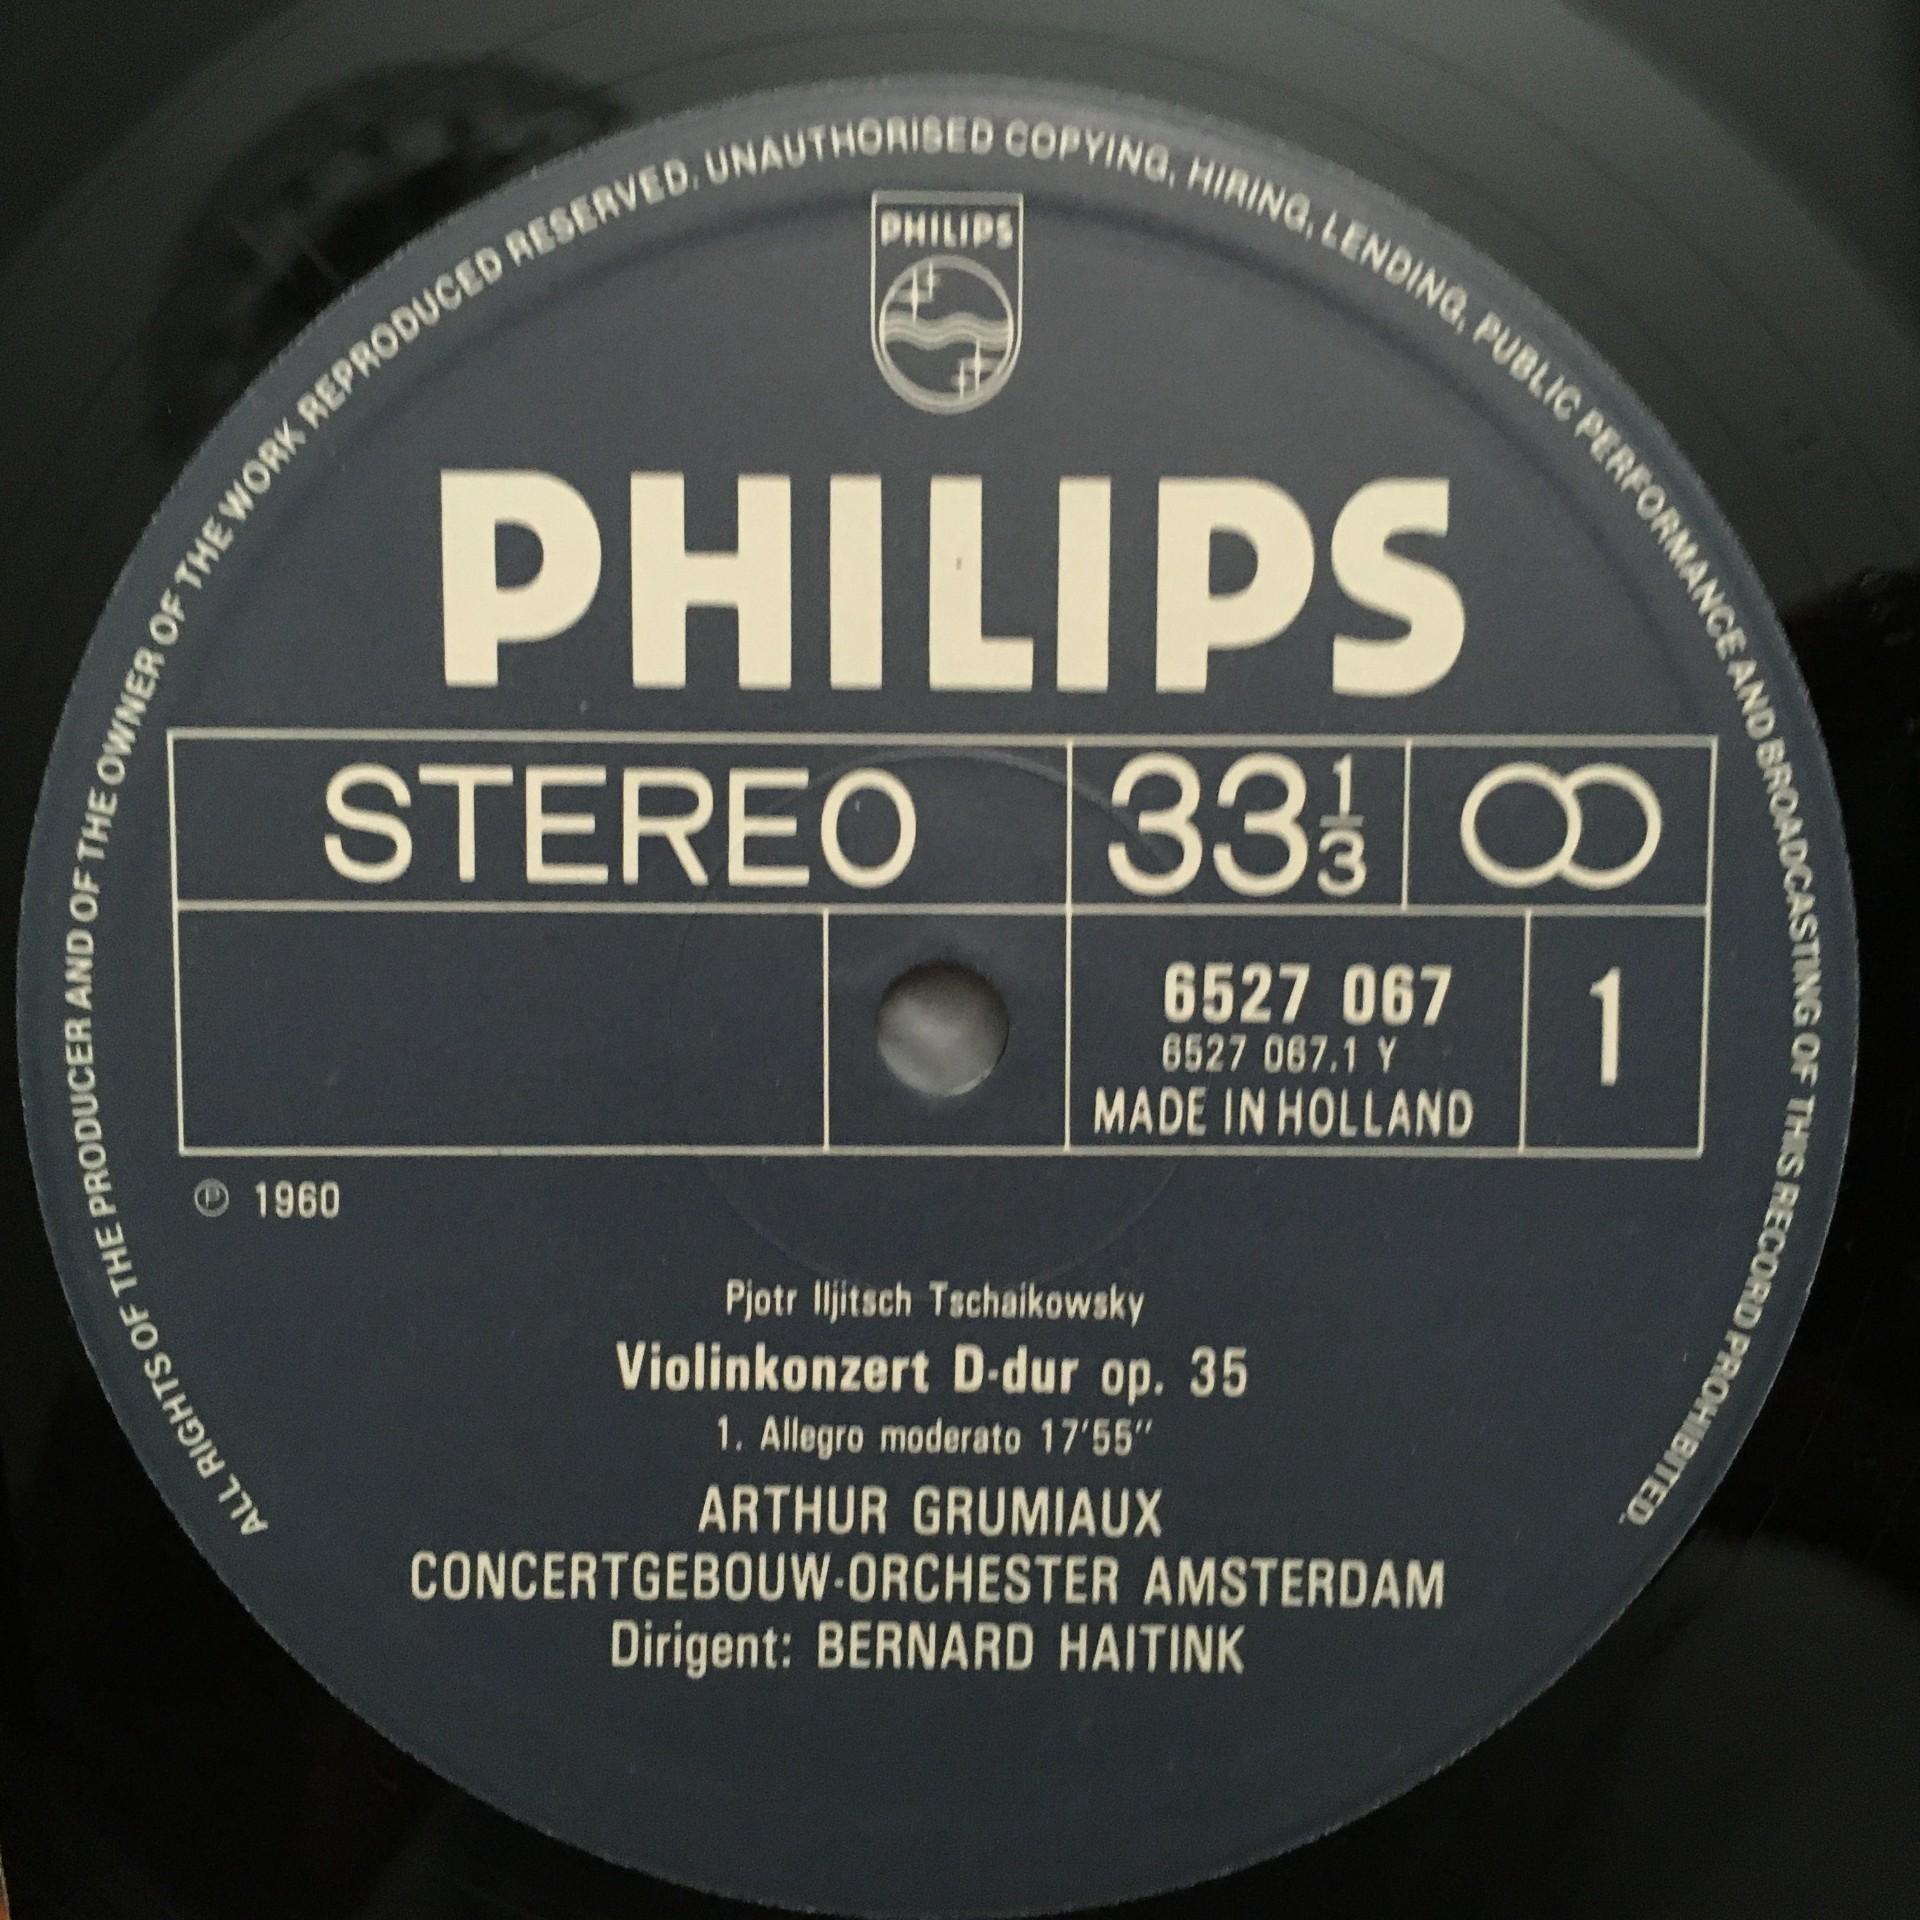 ALL RIGHTS OF THE PRODUCER AND OF THE OWNER OF THE WORK REPRODUCED RESERVED. UNAUTHORISED COPYING, HIRING, LENDING, PUBLIC PERFORMANCE AND BROADCASTING OF THIS RECORD PROHIBITED.
PHILIPS
PHILIPS
STEREO 33 1/3
6527 067 1
6527 067.1 Y
MADE IN HOLLAND
℗ 1960
Pjotr Iljitsch Tschaikowsky
Violinkonzert D-dur op. 35
1. Allegro moderato 17'55''
ARTHUR GRUMIAUX
CONCERTGEBOUW-ORCHESTER AMSTERDAM
Dirigent: BERNARD HAITINK